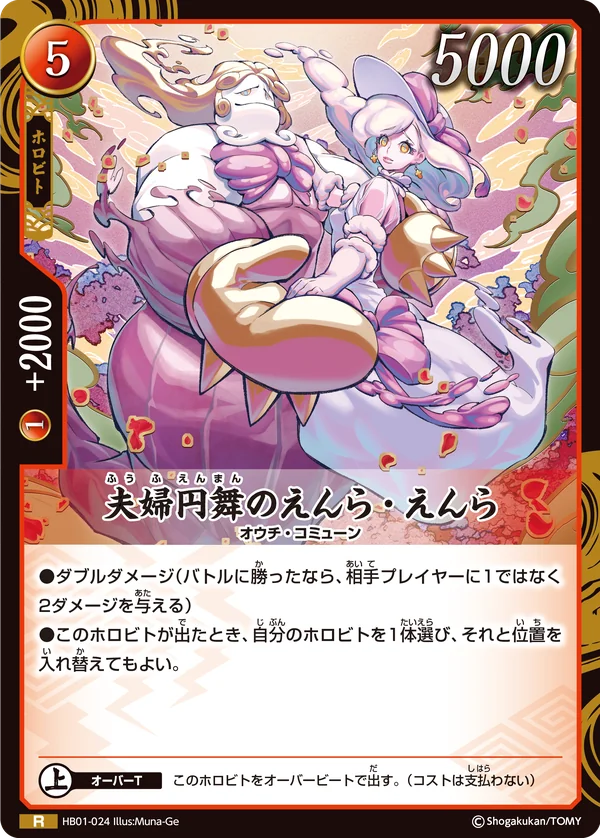 5
5000
ホロビト
+2000
1
ふうふえんまん
夫婦円舞のえんら・えんら
オウチ・コミューン
●ダブルダメージ(バトルに勝ったなら、相手プレイヤーに1ではなく
2ダメージを与える)
●このホロビトが出たとき、自分のホロビトを1体選び、それと位置を
入れ替えてもよい。
上 オーバーT このホロビトをオーバービートで出す。(コストは支払わない)
R HB01-024 Illus:Muna-Ge ©Shogakukan/TOMY